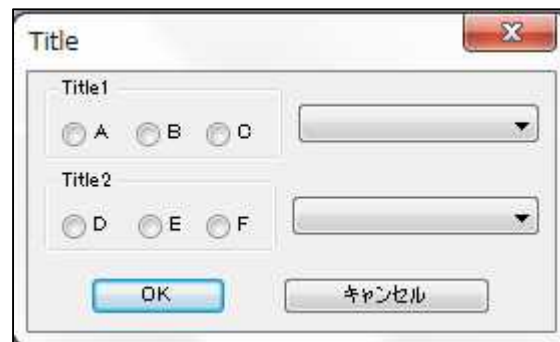 Title
Title1
A B C
Title2
D E F
OK キャンセル